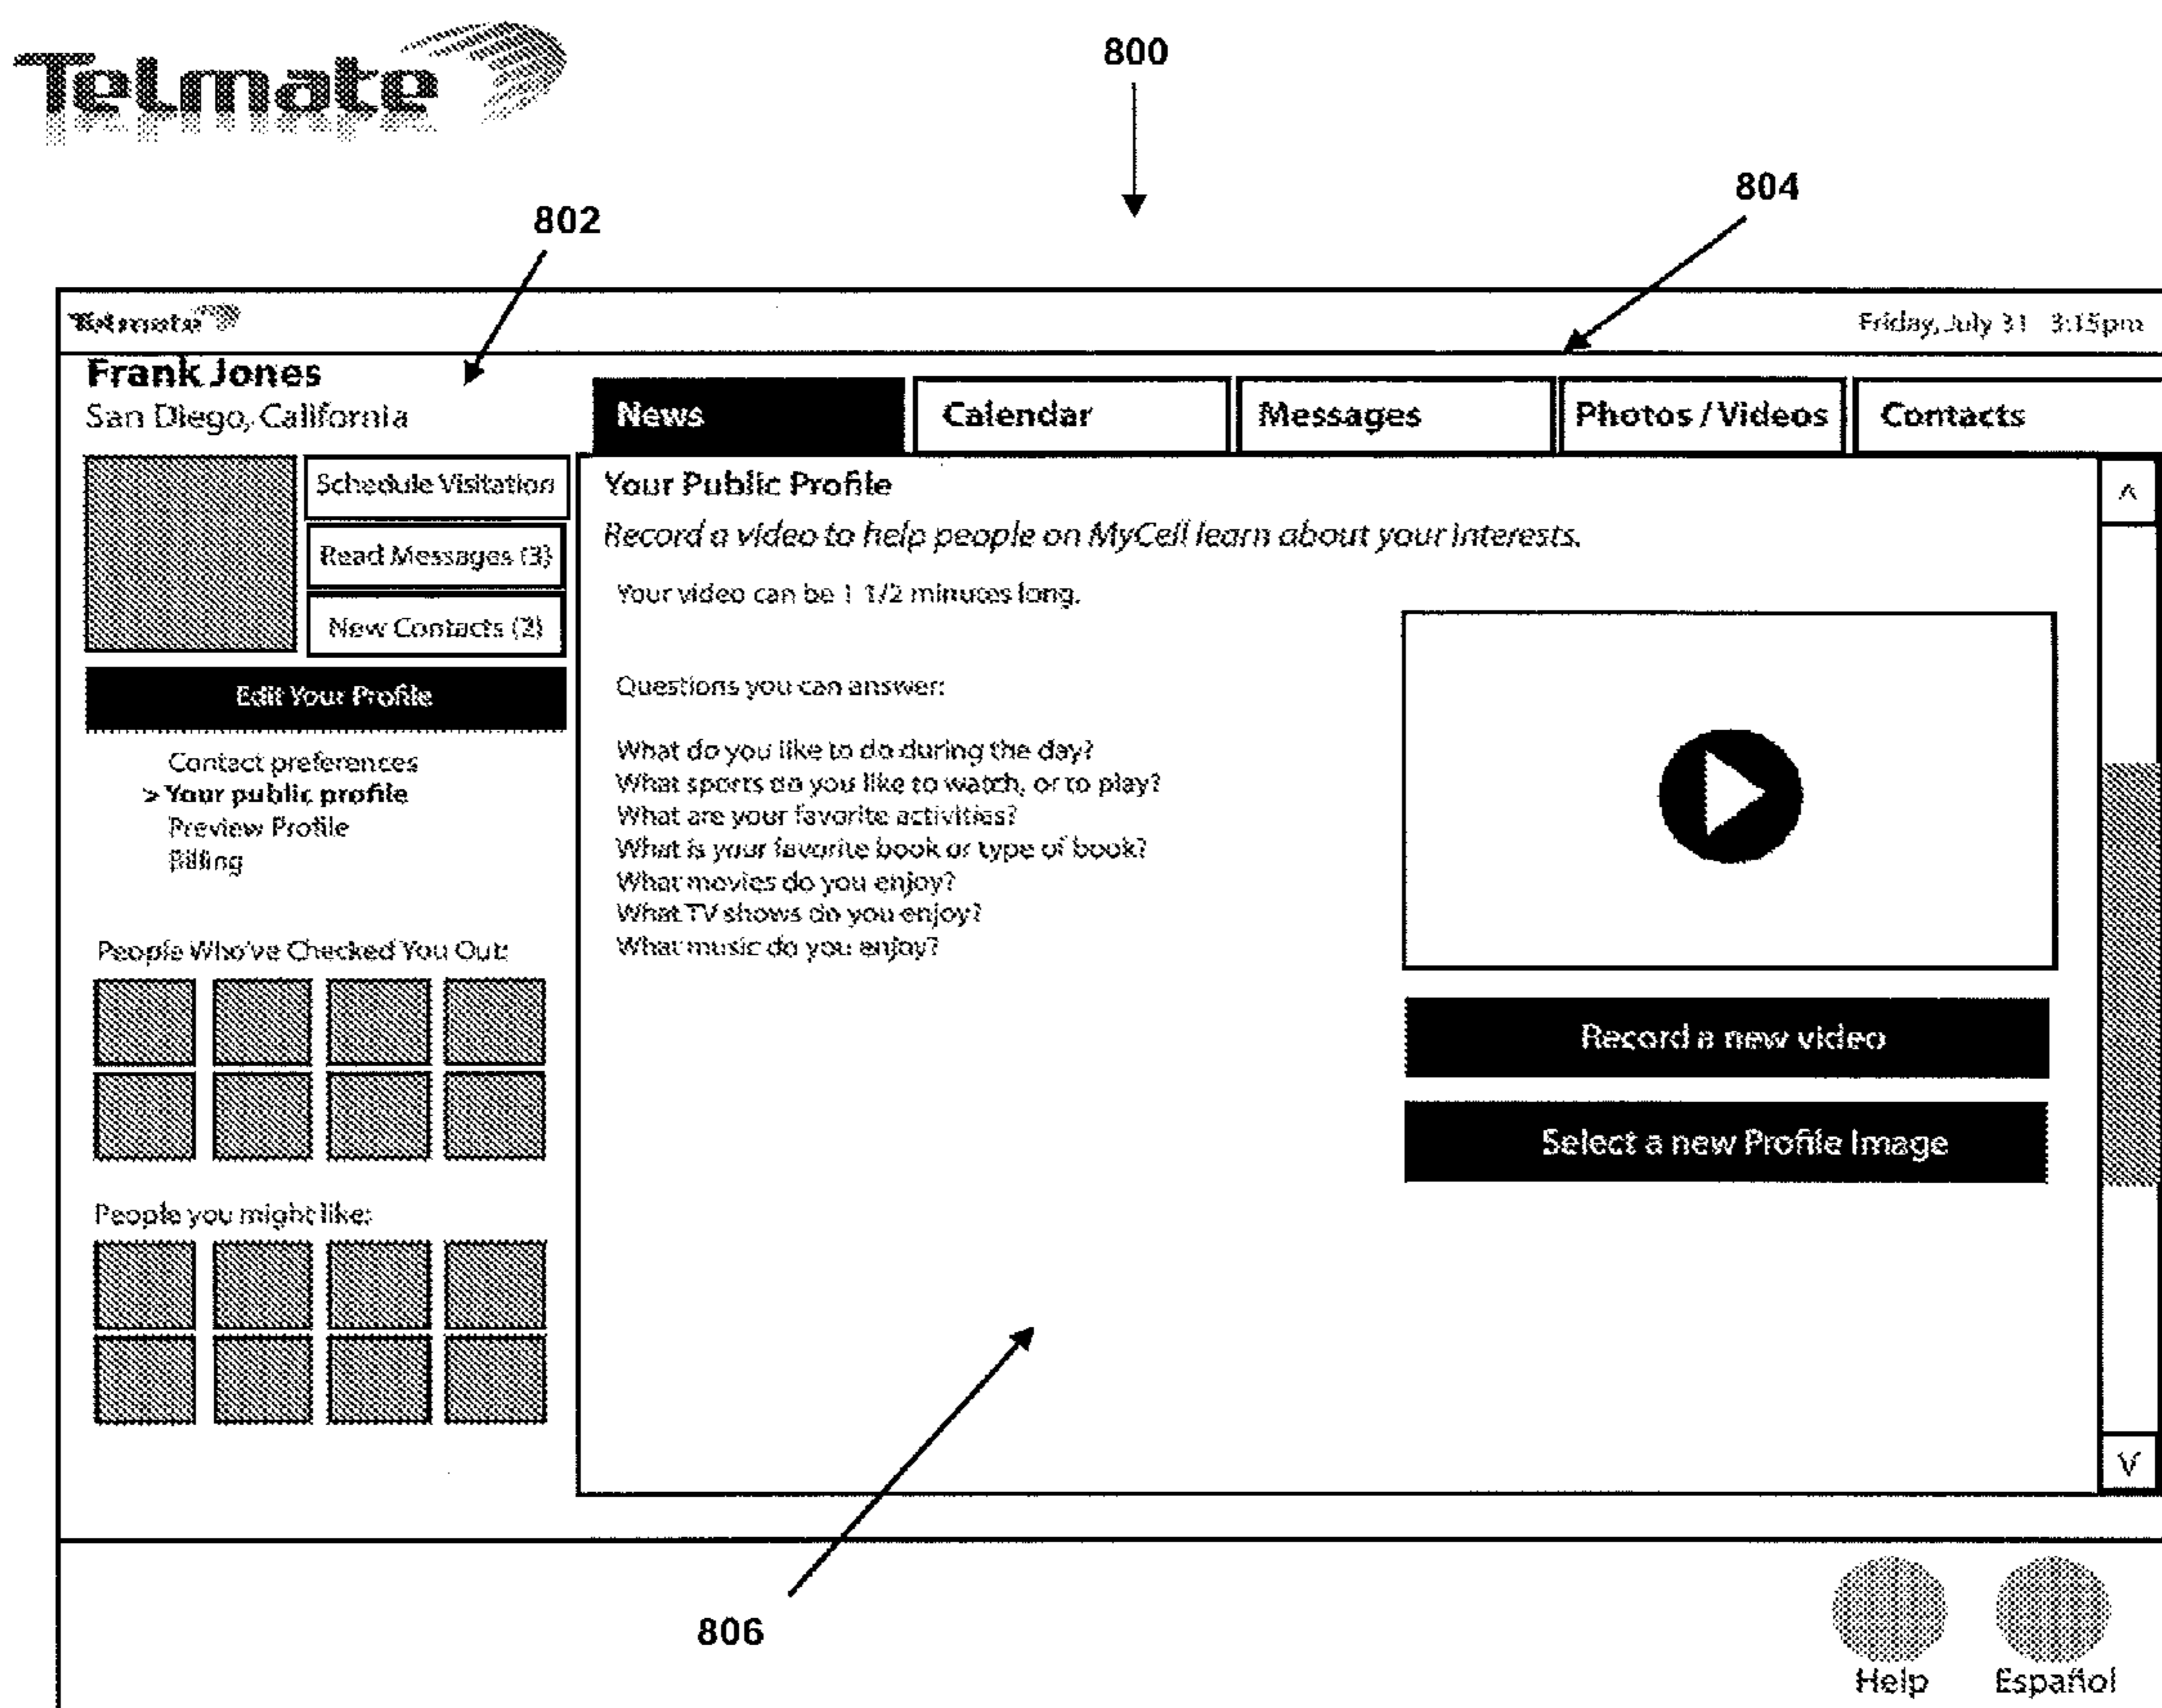 Telmate
800
804
802
Telmate
Friday, July 31 3:15pm
Frank Jones
San Diego, California
News
Calendar
Messages
Photos / Videos
Contacts
Schedule Visitation
Read Messages (3)
New Contacts (2)
Edit Your Profile
Contact preferences
> Your public profile
Preview Profile
Billing
People Who've Checked You Out:
People you might like:
Your Public Profile
Record a video to help people on MyCell learn about your interests.
Your video can be 1 1/2 minutes long.
Questions you can answer:
What do you like to do during the day?
What sports do you like to watch, or to play?
What are your favorite activities?
What is your favorite book or type of book?
What movies do you enjoy?
What TV shows do you enjoy?
What music do you enjoy?
Record a new video
Select a new Profile Image
^
V
806
Help
Español